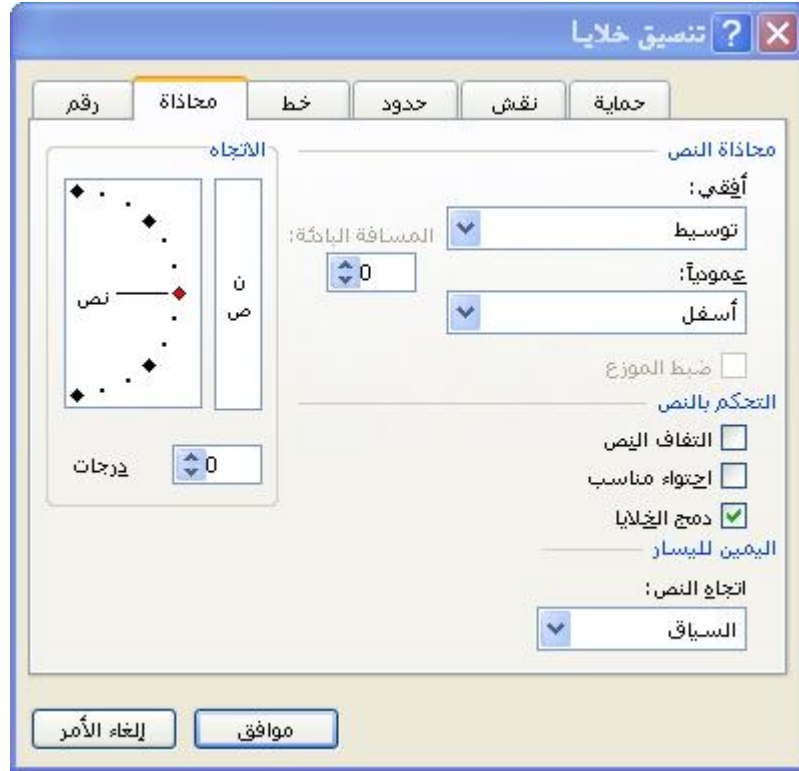 تنسيق خلايا
رقم
محاذاة
خط
حدود
نقش
حماية
محاذاة النص
أفقي:
توسيط
المسافة البادئة:
0
عمودياً:
أسفل
ضبط الموزع
التحكم بالنص
التفاف النص
احتواء مناسب
دمج الخلايا
اليمين لليسار
اتجاه النص:
السياق
الاتجاه
ن
ص
نص
0
درجات
موافق
إلغاء الأمر